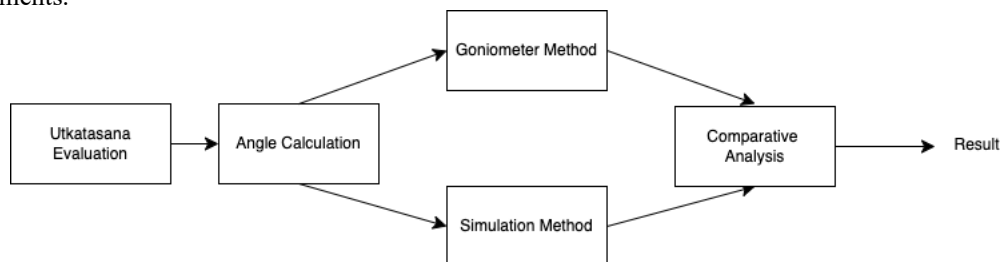 Goniometer Method
Utkatasana
Evaluation
Angle Calculation
Comparative
Analysis
Result
Simulation Method